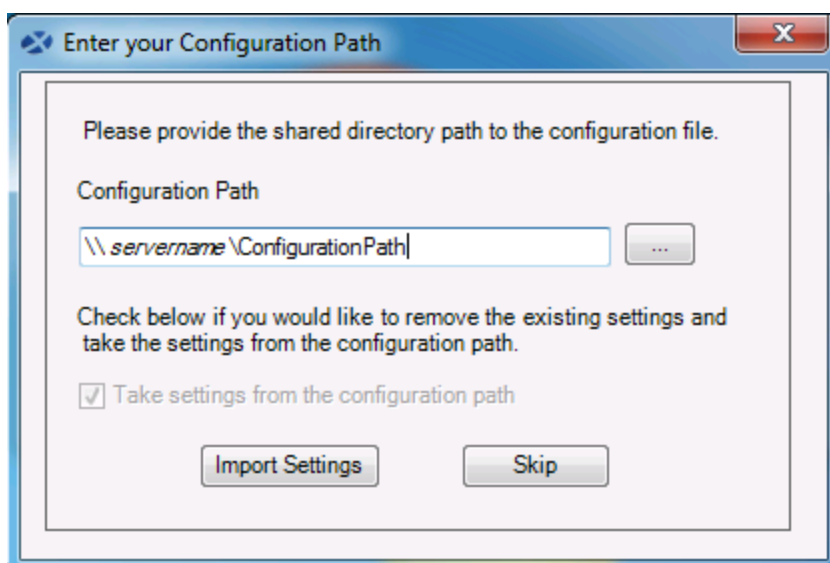 Enter your Configuration Path
Please provide the shared directory path to the configuration file.
Configuration Path
\\ servername \ConfigurationPath
...
Check below if you would like to remove the existing settings and
take the settings from the configuration path.
Take settings from the configuration path
Import Settings
Skip